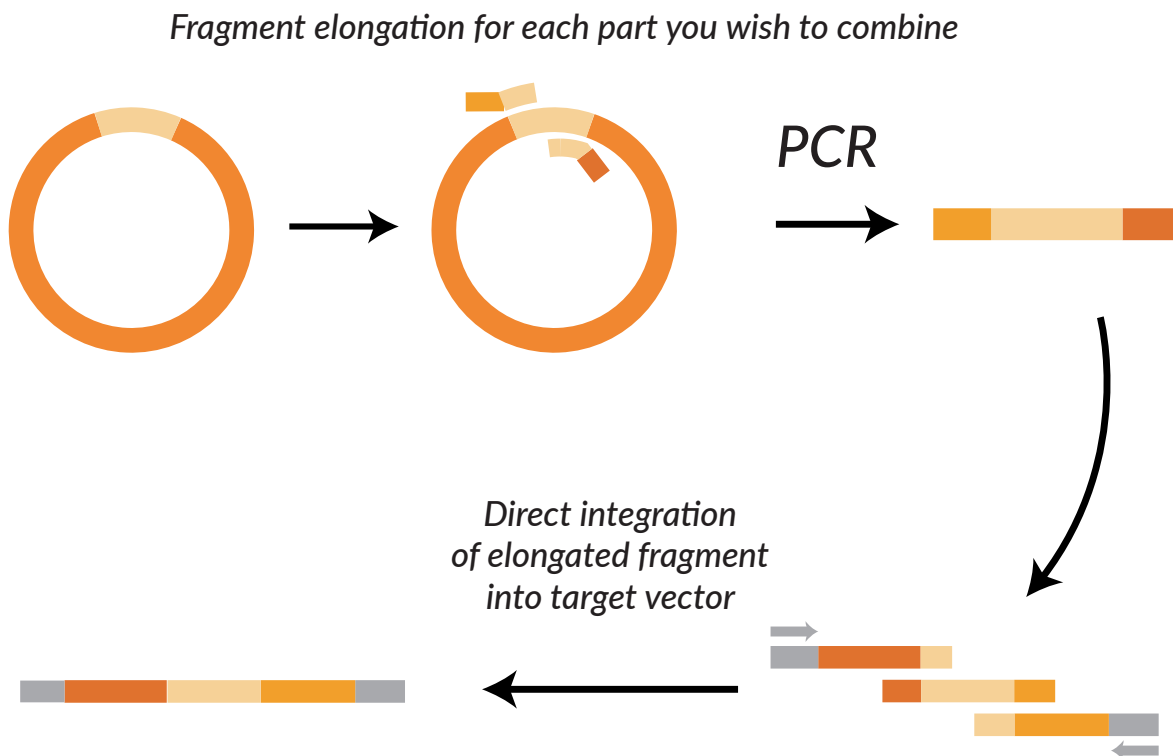 Fragment elongation for each part you wish to combine
PCR
Direct integration
of elongated fragment
into target vector